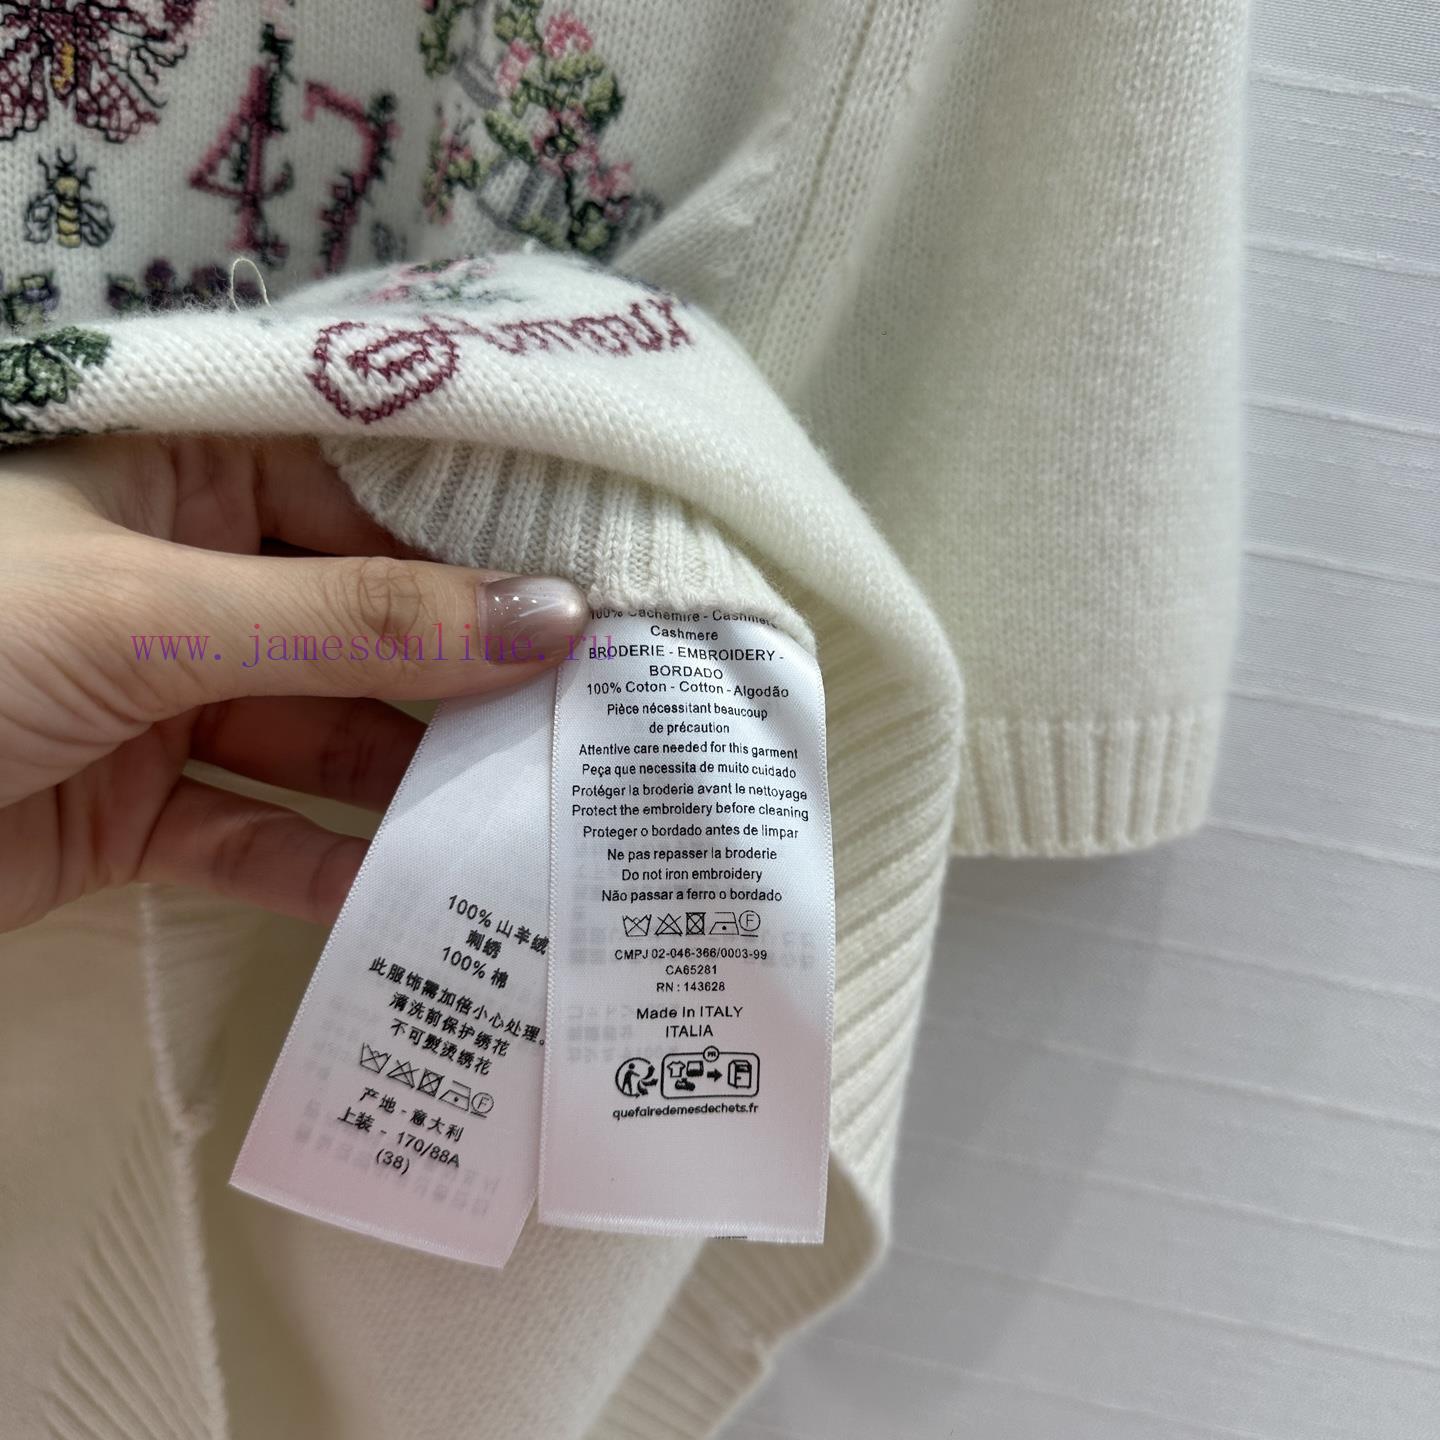 47
www.jamesonline.ru
100% Cachemire - Cashmere
Cashmere
BRODERIE - EMBROIDERY -
BORDADO
100% Coton - Cotton - Algodão
Pièce nécessitant beaucoup
de précaution
Attentive care needed for this garment
Peça que necessita de muito cuidado
Protéger la broderie avant le nettoyage
Protect the embroidery before cleaning
Proteger o bordado antes de limpar
Ne pas repasser la broderie
Do not iron embroidery
Não passar a ferro o bordado
F
CMPJ 02-046-366/0003-99
CA65281
RN : 143628
Made in ITALY
ITALIA
FR
quefairedemesdechets.fr
100% 山羊绒
刺绣
100% 棉
此服饰需加倍小心处理。
清洗前保护绣花
不可熨烫绣花
F
产地 - 意大利
上装 - 170/88A
(38)